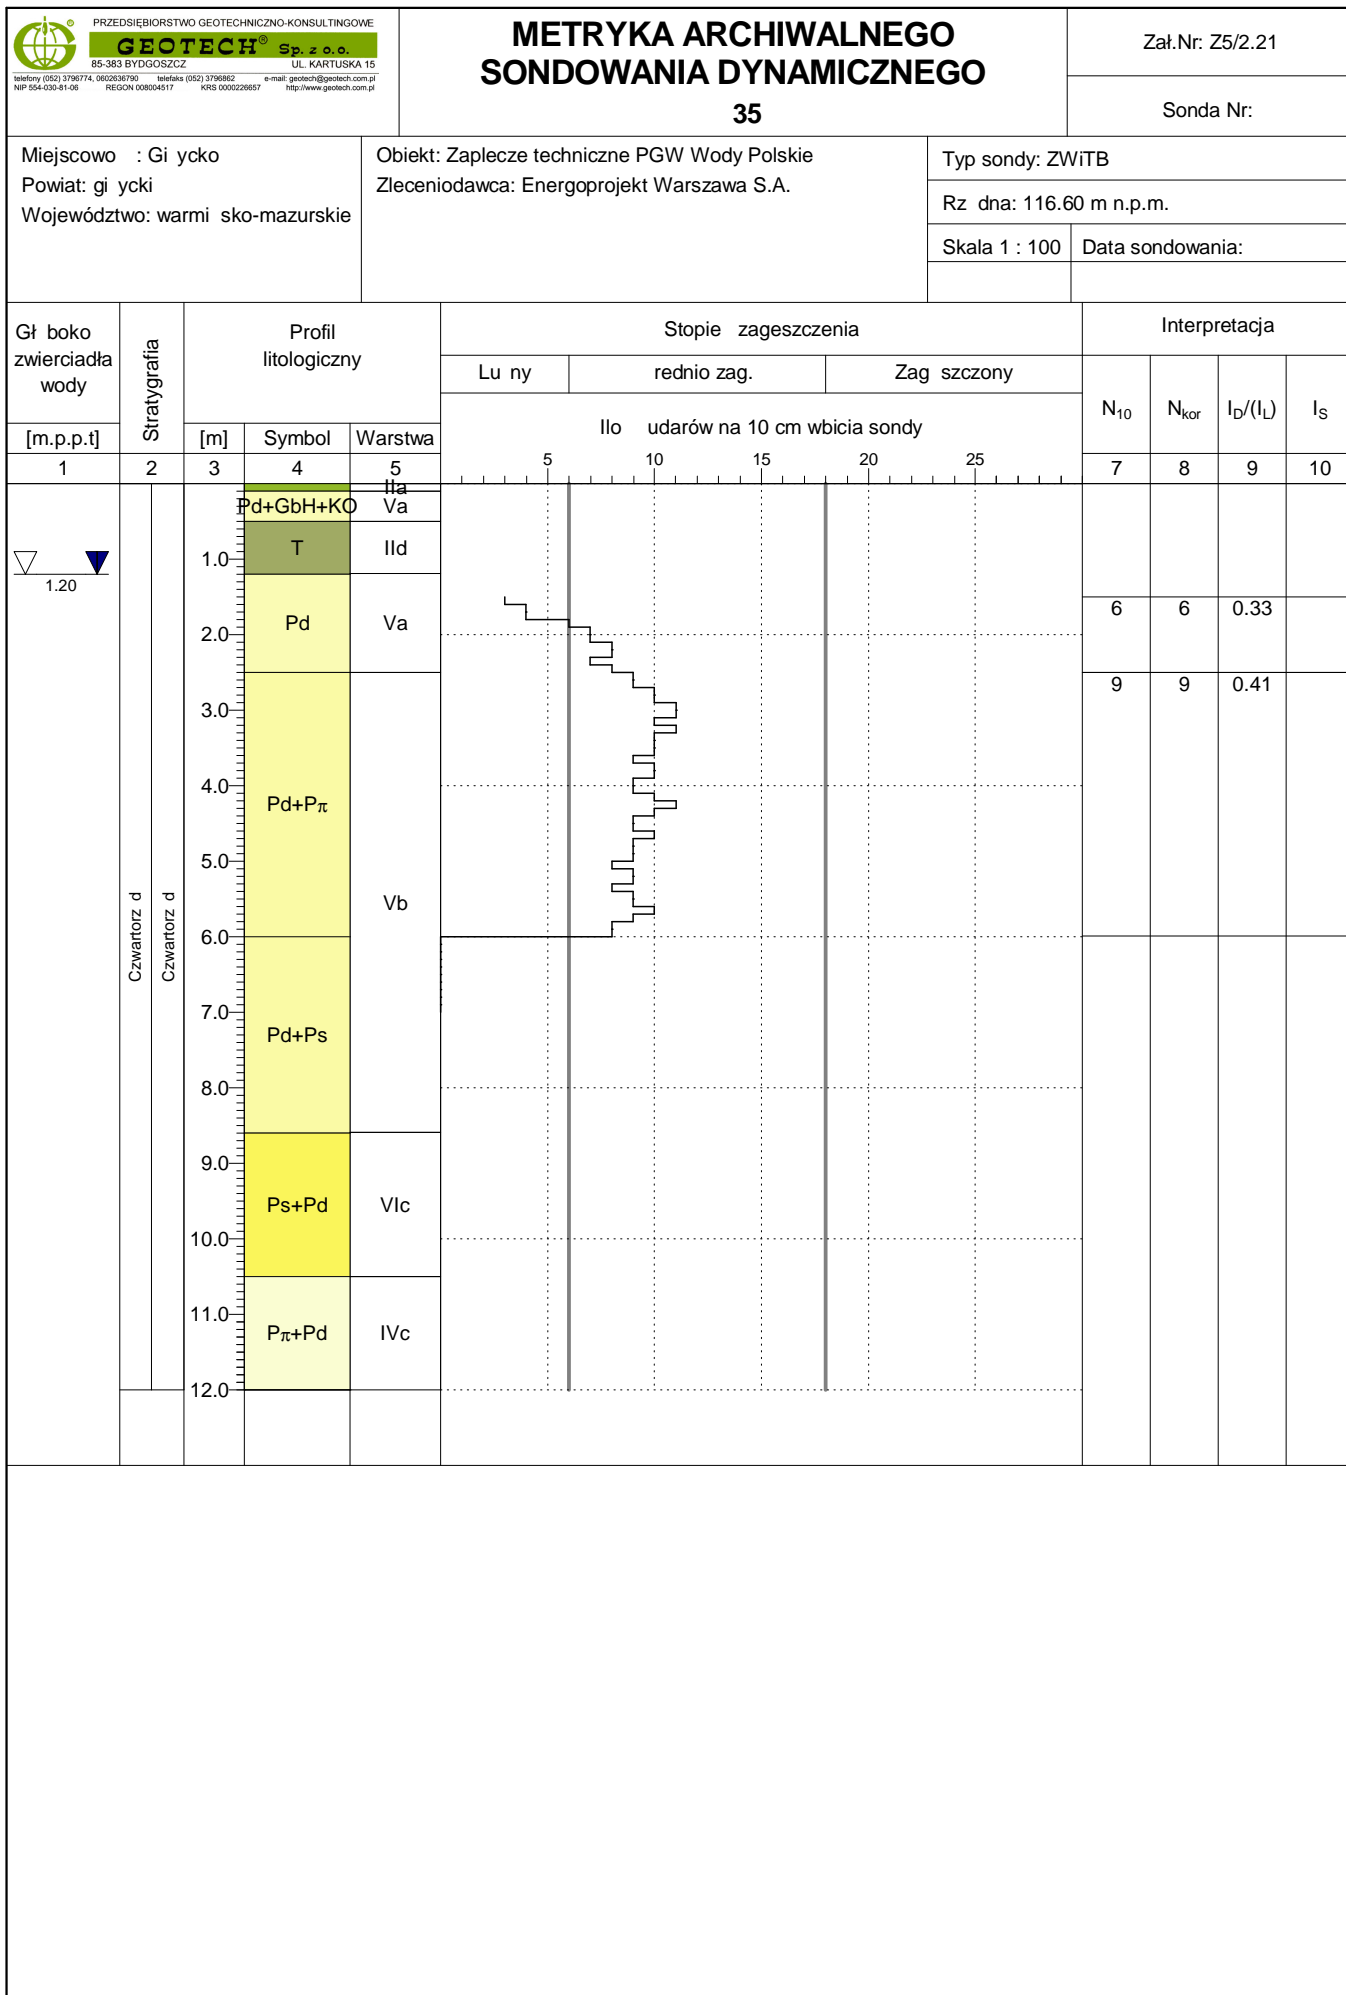 PRZEDSIĘBIORSTWO GEOTECHNICZNO-KONSULTINGOWE
GEOTECH® Sp. z o.o.
85-383 BYDGOSZCZ UL. KARTUSKA 15
telefony (052) 3796774, 0602636790 telefaks (052) 3796862 e-mail: geotech@geotech.com.pl
NIP 554-030-81-06 REGON 008004517 KRS 0000226657 http://www.geotech.com.pl
METRYKA ARCHIWALNEGO
SONDOWANIA DYNAMICZNEGO
35
Zał.Nr: Z5/2.21
Sonda Nr:
Miejscowo : Gi ycko
Powiat: gi ycki
Województwo: warmi sko-mazurskie
Obiekt: Zaplecze techniczne PGW Wody Polskie
Zleceniodawca: Energoprojekt Warszawa S.A.
Typ sondy: ZWiTB
Rz dna: 116.60 m n.p.m.
Skala 1 : 100 Data sondowania:
Gł boko
zwierciadła
wody
[m.p.p.t]
Stratygrafia
Profil
litologiczny
[m] Symbol Warstwa
Stopie zageszczenia
Lu ny rednio zag. Zag szczony
Ilo udarów na 10 cm wbicia sondy
5 10 15 20 25
Interpretacja
N10 Nkor ID/(IL) IS
1 2 3 4 5 7 8 9 10
IIa
Pd+GbH+KO Va
1.0 T IId
1.20
Pd Va 6 6 0.33
2.0
9 9 0.41
3.0
4.0
Pd+Pπ
5.0
Vb
Czwartorz d Czwartorz d
6.0
7.0
Pd+Ps
8.0
9.0
Ps+Pd VIc
10.0
11.0
Pπ+Pd IVc
12.0